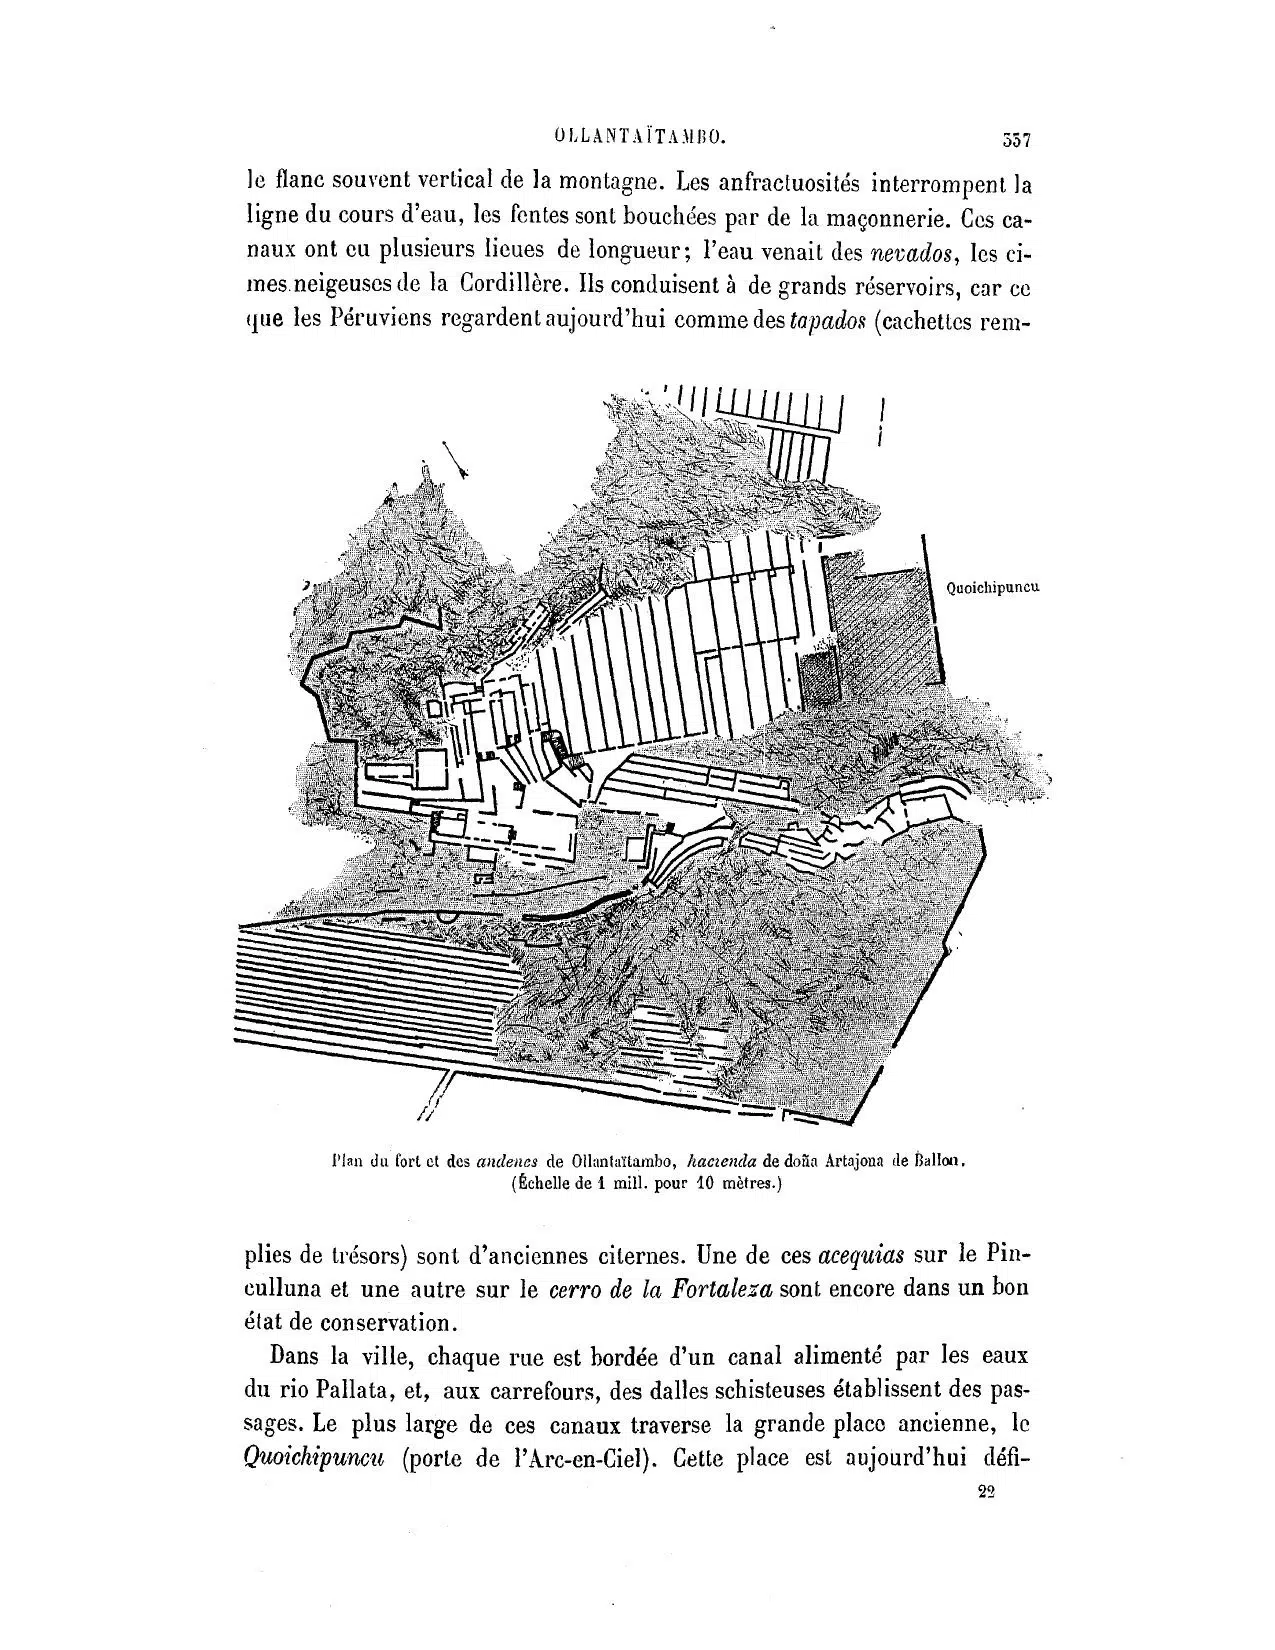 OLLANTAÏTAMBO. 337
le flanc souvent vertical de la montagne. Les anfractuosités interrompent la
ligne du cours d'eau, les fentes sont bouchées par de la maçonnerie. Ces ca-
naux ont eu plusieurs lieues de longueur; l'eau venait des nevados, les ci-
mes neigeuses de la Cordillère. Ils conduisent à de grands réservoirs, car ce
que les Péruviens regardent aujourd'hui comme des tapados (cachettes rem-
Quoichipuncu
Plan du fort et des andenes de Ollantaïtambo, hacienda de doña Artajona de Ballon.
(Échelle de 1 mill. pour 10 mètres.)
plies de trésors) sont d'anciennes citernes. Une de ces acequias sur le Pin-
culluna et une autre sur le cerro de la Fortaleza sont encore dans un bon
état de conservation.
Dans la ville, chaque rue est bordée d'un canal alimenté par les eaux
du rio Pallata, et, aux carrefours, des dalles schisteuses établissent des pas-
sages. Le plus large de ces canaux traverse la grande place ancienne, le
Quoichipuncu (porte de l'Arc-en-Ciel). Cette place est aujourd'hui défi-
22